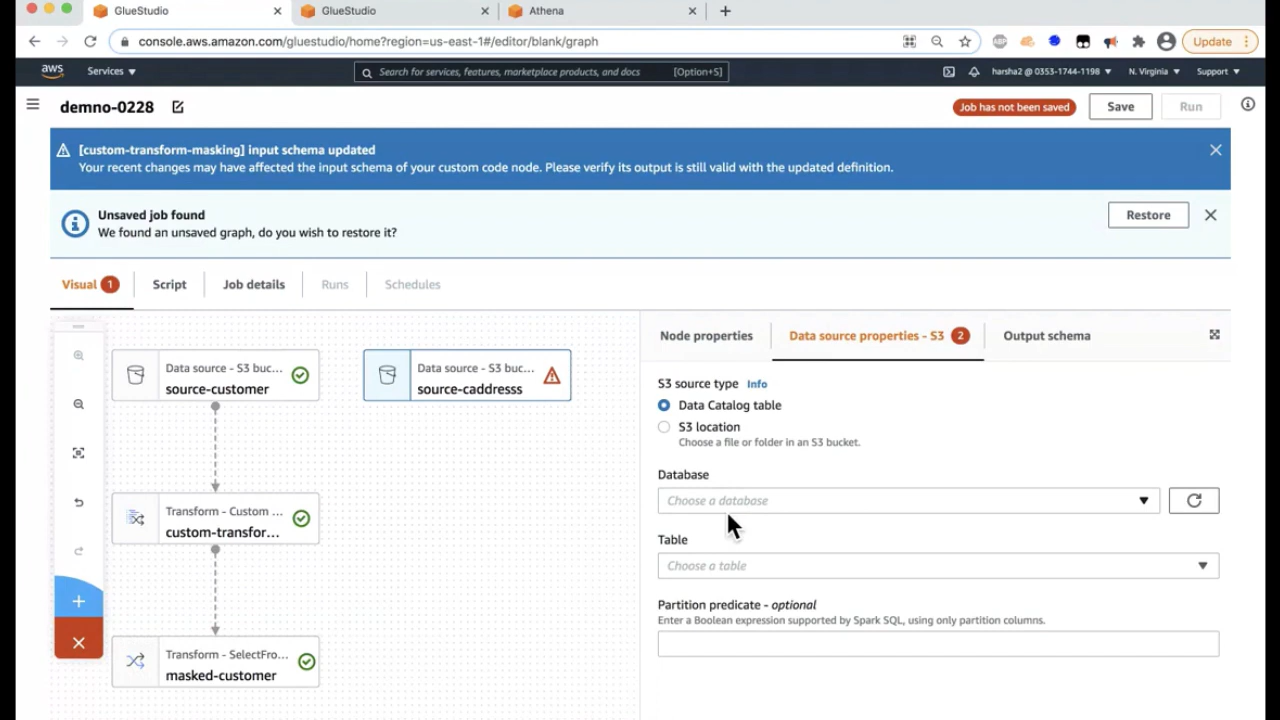 GlueStudio
GlueStudio
Athena
console.aws.amazon.com/gluestudio/home?region=us-east-1#/editor/blank/graph
ABP
Update
aws
Services
Search for services, features, marketplace products, and docs
[Option+S]
harsha2 @ 0353-1744-1198
N. Virginia
Support
demno-0228
Job has not been saved
Save
Run
[custom-transform-masking] input schema updated
Your recent changes may have affected the input schema of your custom code node. Please verify its output is still valid with the updated definition.
Unsaved job found
We found an unsaved graph, do you wish to restore it?
Restore
Visual 1
Script
Job details
Runs
Schedules
Node properties
Data source properties - S3 2
Output schema
Data source - S3 buc...
source-customer
Data source - S3 buc...
source-caddresss
Transform - Custom ...
custom-transfor...
Transform - SelectFro...
masked-customer
S3 source type Info
Data Catalog table
S3 location
Choose a file or folder in an S3 bucket.
Database
Choose a database
Table
Choose a table
Partition predicate - optional
Enter a Boolean expression supported by Spark SQL, using only partition columns.